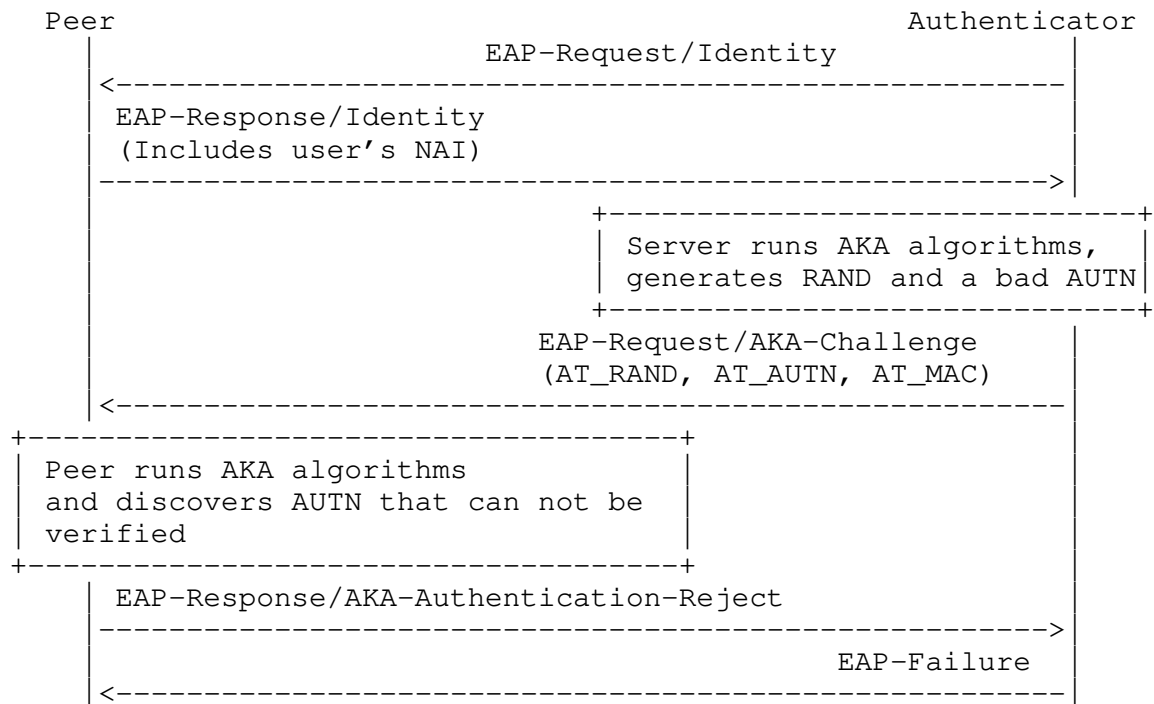 Peer Authenticator
EAP-Request/Identity
EAP-Response/Identity
(Includes user's NAI)
Server runs AKA algorithms,
generates RAND and a bad AUTN
EAP-Request/AKA-Challenge
(AT_RAND, AT_AUTN, AT_MAC)
Peer runs AKA algorithms
and discovers AUTN that can not be
verified
EAP-Response/AKA-Authentication-Reject
EAP-Failure